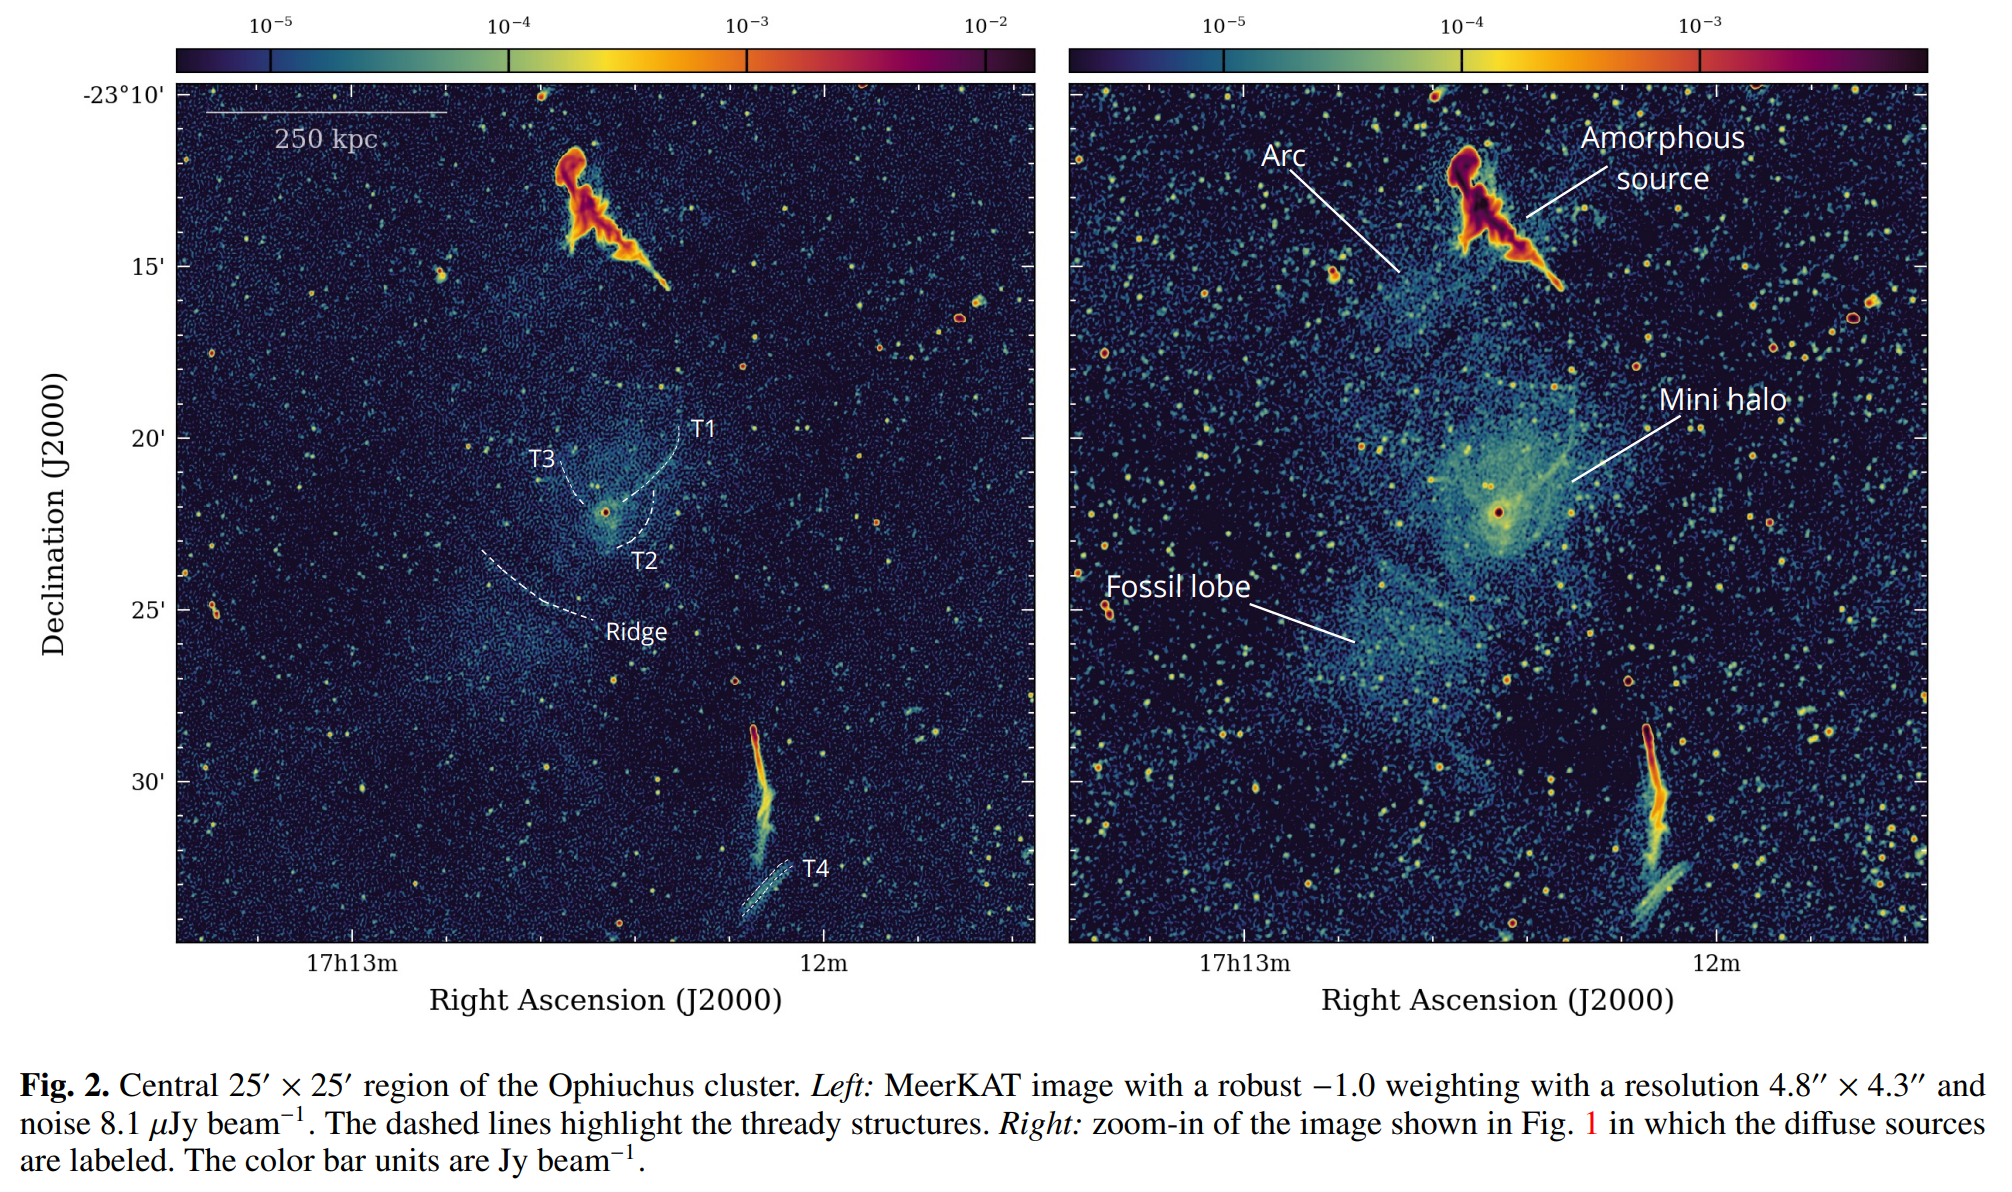 10⁻⁵ 10⁻⁴ 10⁻³ 10⁻²
10⁻⁵ 10⁻⁴ 10⁻³
-23°10'
15'
20'
25'
30'
Declination (J2000)
250 kpc
T1
T3
T2
Ridge
T4
17h13m 12m
Right Ascension (J2000)
Arc
Amorphous
source
Mini halo
Fossil lobe
17h13m 12m
Right Ascension (J2000)
Fig. 2. Central 25′ × 25′ region of the Ophiuchus cluster. Left: MeerKAT image with a robust −1.0 weighting with a resolution 4.8″ × 4.3″ and
noise 8.1 μJy beam⁻¹. The dashed lines highlight the thready structures. Right: zoom-in of the image shown in Fig. 1 in which the diffuse sources
are labeled. The color bar units are Jy beam⁻¹.